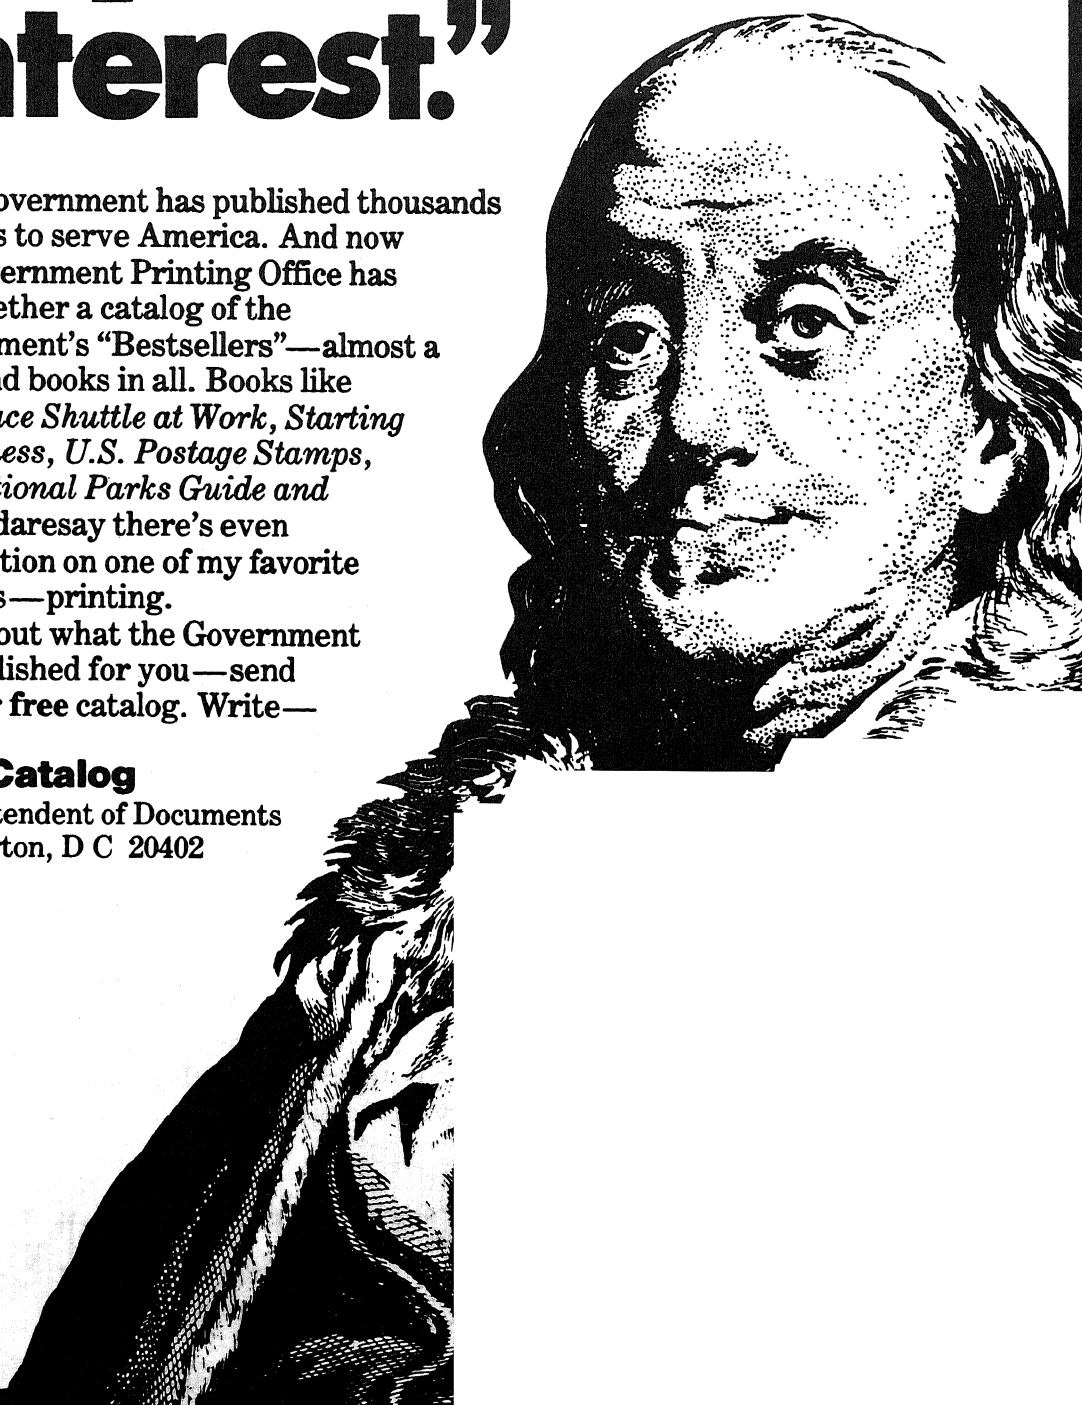 nterest.”
overnment has published thousands
s to serve America. And now
ernment Printing Office has
ether a catalog of the
ment’s “Bestsellers”—almost a
d books in all. Books like
ce Shuttle at Work, Starting
ess, U.S. Postage Stamps,
ional Parks Guide and
daresay there’s even
tion on one of my favorite
s—printing.
out what the Government
lished for you—send
free catalog. Write—
Catalog
tendent of Documents
ton, D C 20402